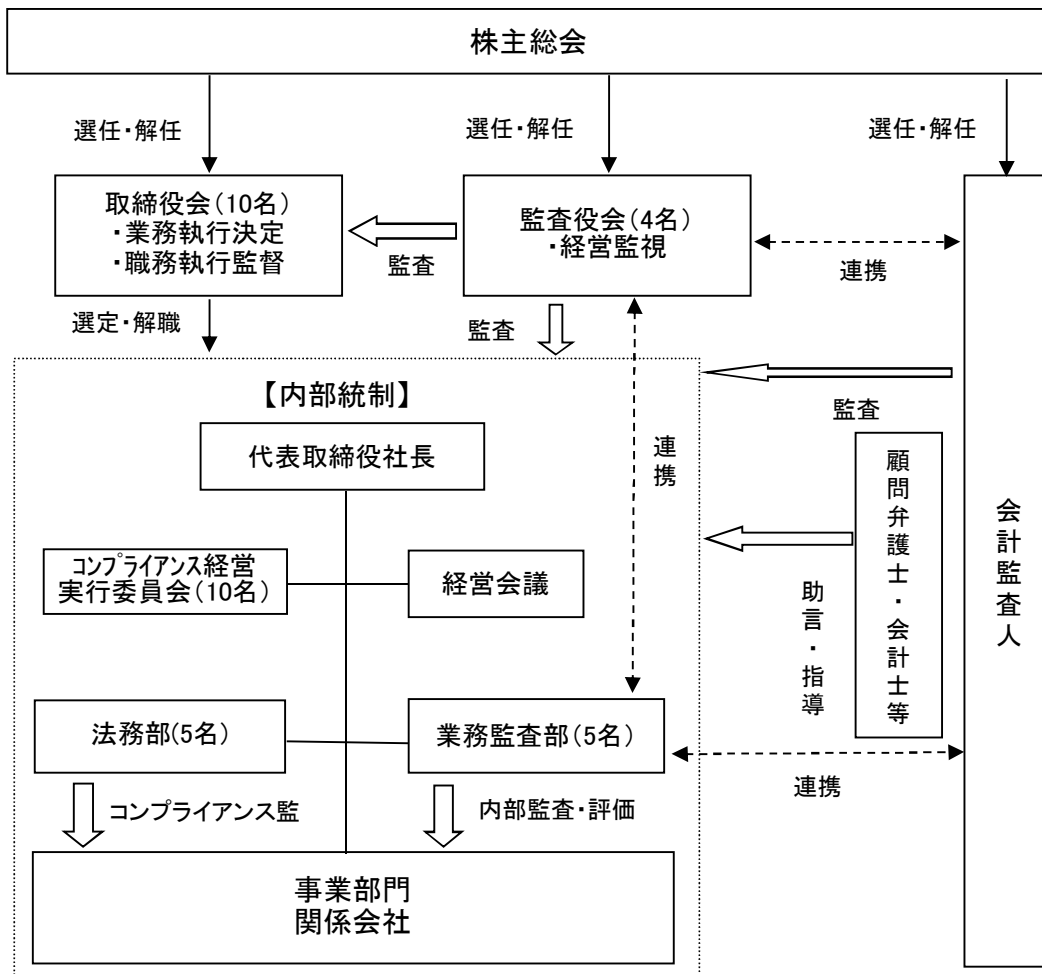 株主総会
選任・解任
選任・解任
選任・解任
取締役会(10名)
・業務執行決定
・職務執行監督
監査
監査役会(4名)
・経営監視
連携
選定・解職
監査
【内部統制】
監査
代表取締役社長
連携
顧問弁護士・会計士等
会計監査人
コンプライアンス経営
実行委員会(10名)
経営会議
助言・指導
法務部(5名)
業務監査部(5名)
連携
コンプライアンス監
内部監査・評価
事業部門
関係会社